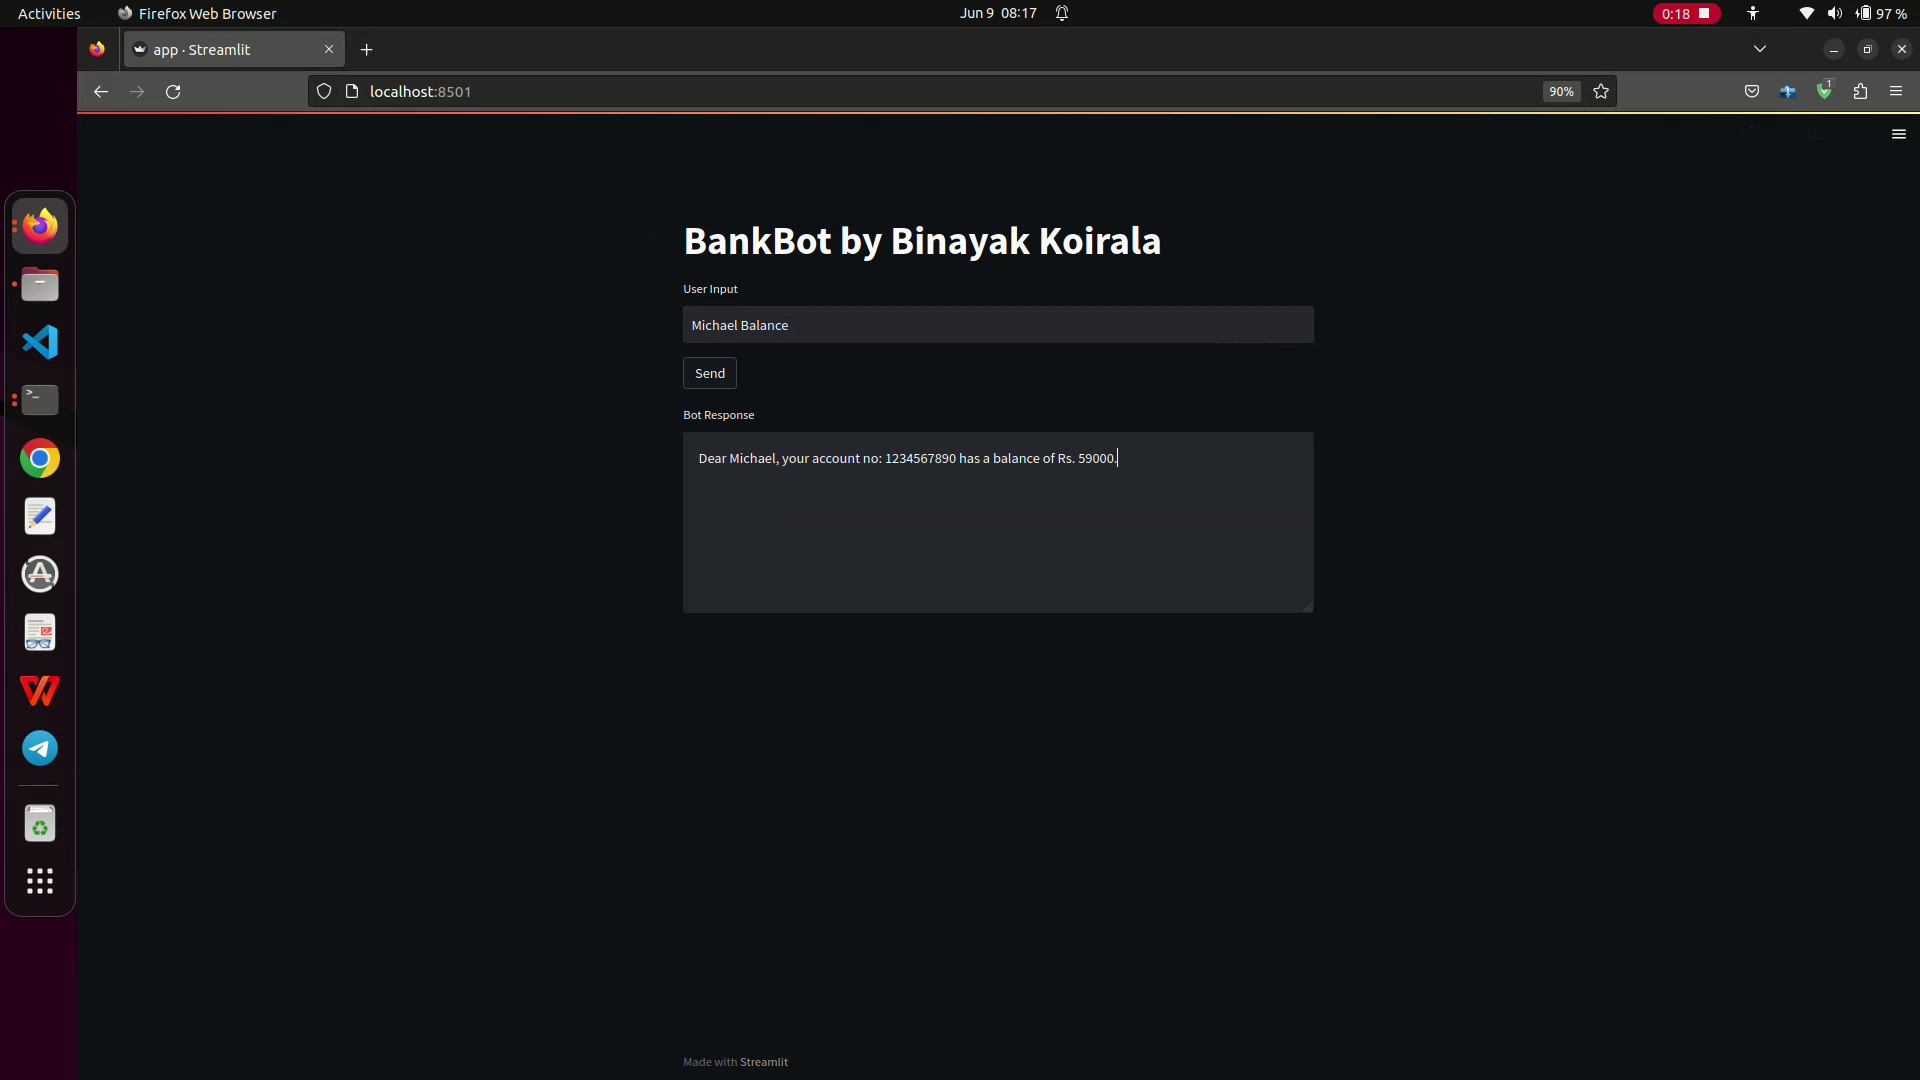 Activities
Firefox Web Browser
Jun 9 08:17
0:18
97 %
app · Streamlit
localhost:8501
90%
1
BankBot by Binayak Koirala
User Input
Michael Balance
Send
Bot Response
Dear Michael, your account no: 1234567890 has a balance of Rs. 59000.
Made with Streamlit